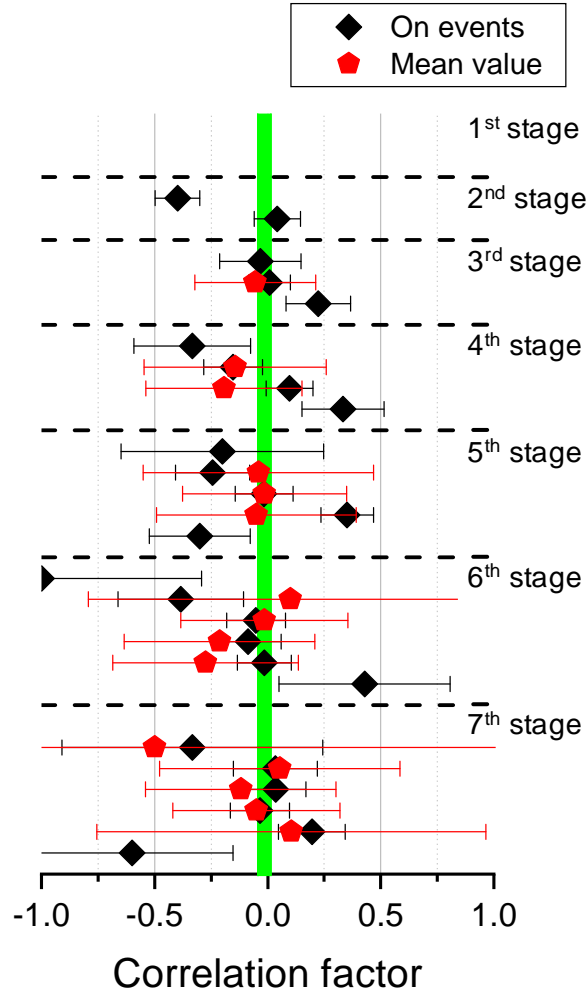 On events
Mean value
1st stage
2nd stage
3rd stage
4th stage
5th stage
6th stage
7th stage
-1.0 -0.5 0.0 0.5 1.0
Correlation factor